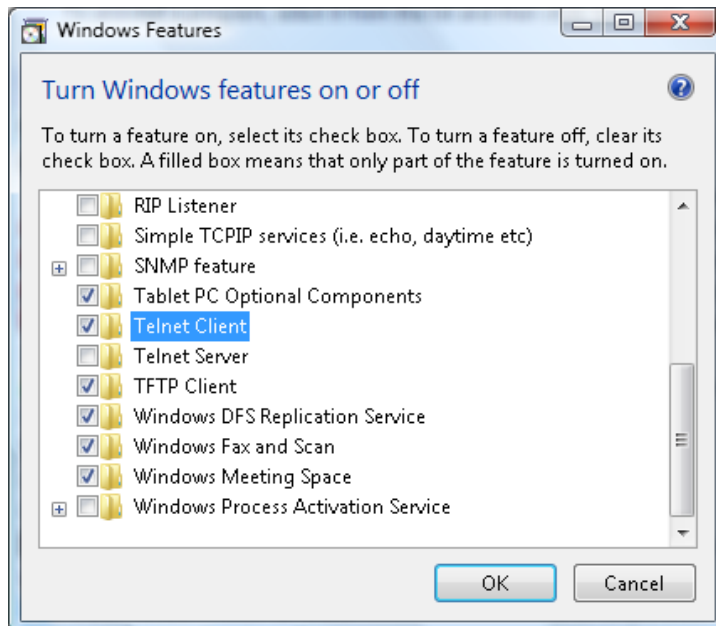 Windows Features
Turn Windows features on or off
To turn a feature on, select its check box. To turn a feature off, clear its
check box. A filled box means that only part of the feature is turned on.
RIP Listener
Simple TCPIP services (i.e. echo, daytime etc)
SNMP feature
Tablet PC Optional Components
Telnet Client
Telnet Server
TFTP Client
Windows DFS Replication Service
Windows Fax and Scan
Windows Meeting Space
Windows Process Activation Service
OK Cancel